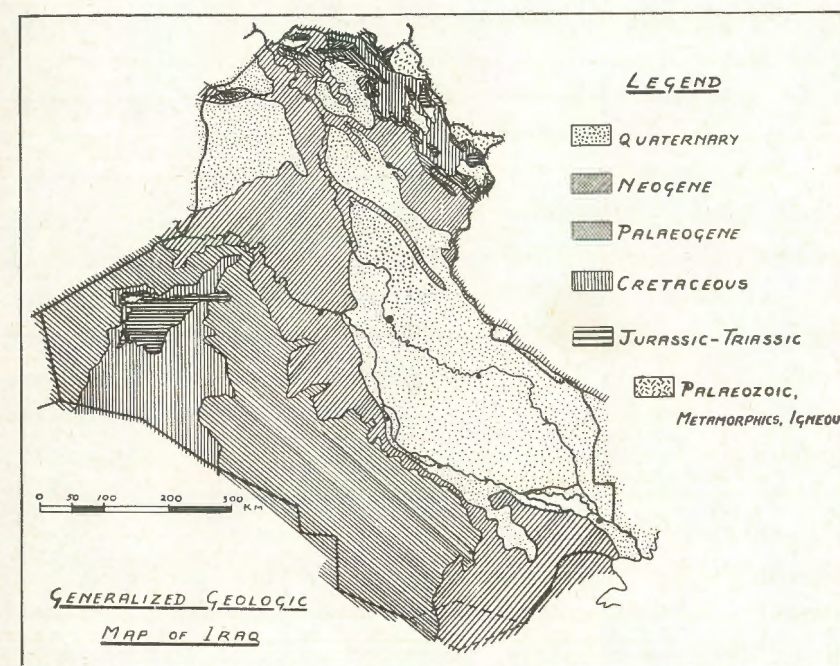 LEGEND
QUATERNARY
NEOGENE
PALAEOGENE
CRETACEOUS
JURASSIC-TRIASSIC
PALAEOZOIC,
METAMORPHICS, IGNEOU
0 50 100 200 300
KM
GENERALIZED GEOLOGIC
MAP OF IRAQ